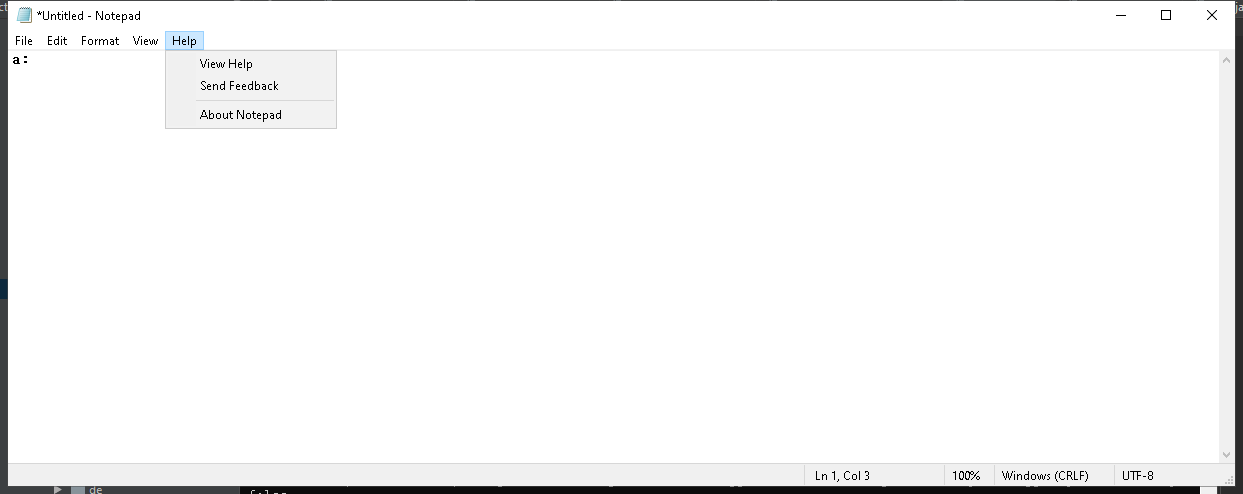 *Untitled - Notepad
File Edit Format View Help
a:
View Help
Send Feedback
About Notepad
Ln 1, Col 3 100% Windows (CRLF) UTF-8
de